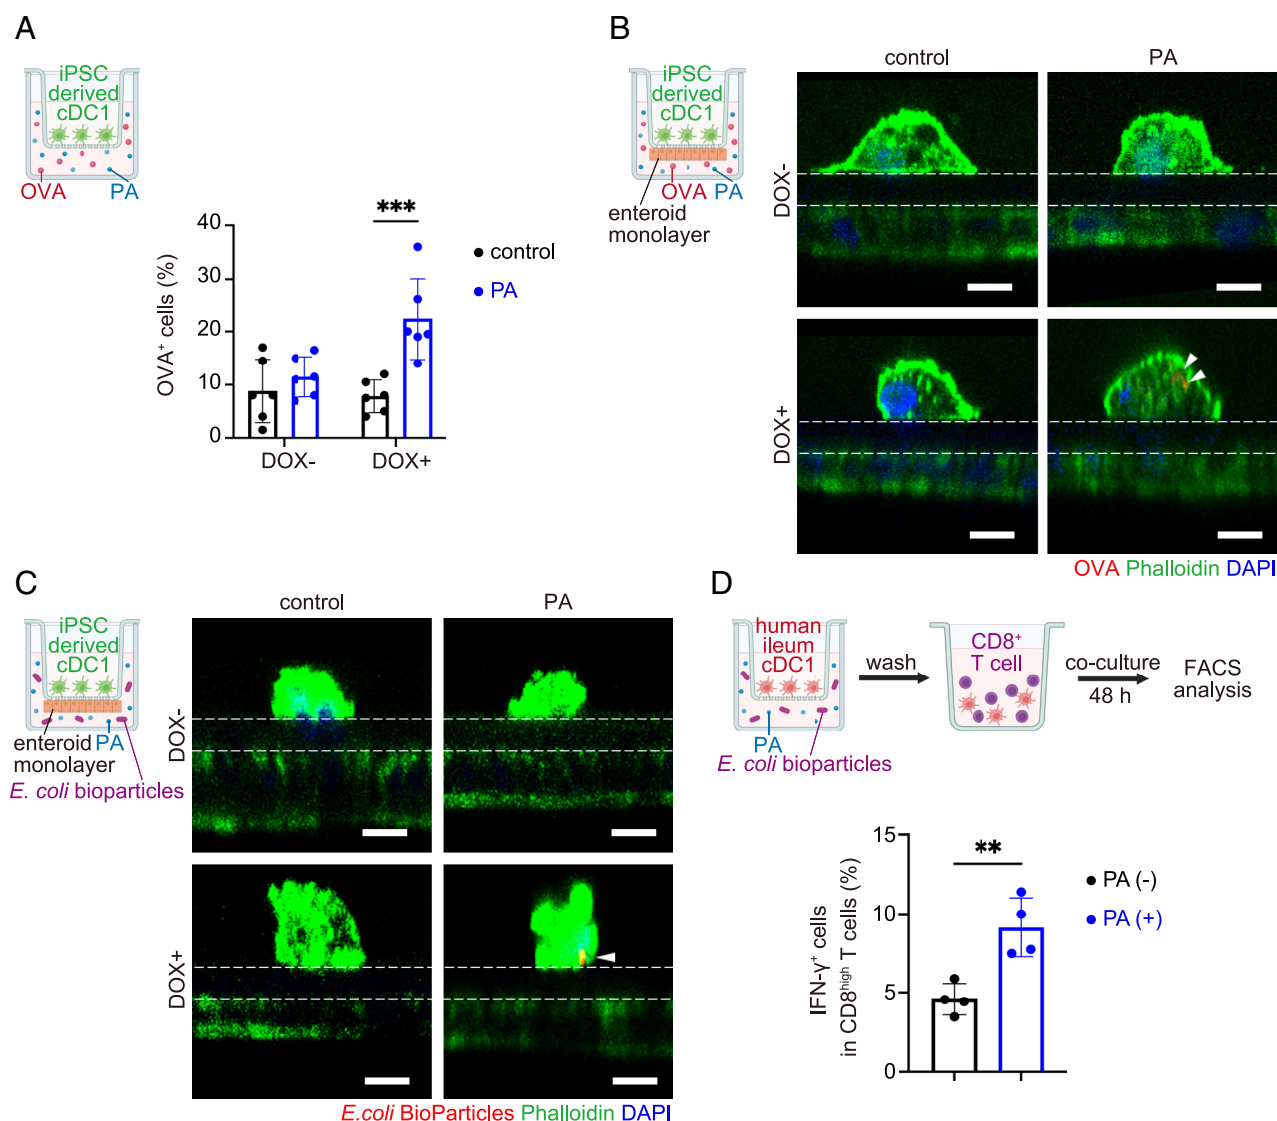 A
iPSC
derived
cDC1
OVA
PA
OVA⁺ cells (%)
40
30
20
10
0
DOX-
DOX+
***
control
PA
B
iPSC
derived
cDC1
OVA PA
enteroid
monolayer
control
PA
DOX-
DOX+
OVA Phalloidin DAPI
C
iPSC
derived
cDC1
enteroid PA
monolayer
E. coli bioparticles
control
PA
DOX-
DOX+
E.coli BioParticles Phalloidin DAPI
D
human
ileum
cDC1
PA
E. coli bioparticles
wash
CD8⁺
T cell
co-culture
48 h
FACS
analysis
IFN-γ⁺ cells
in CD8ʰⁱᵍʰ T cells (%)
15
10
5
0
**
PA (-)
PA (+)